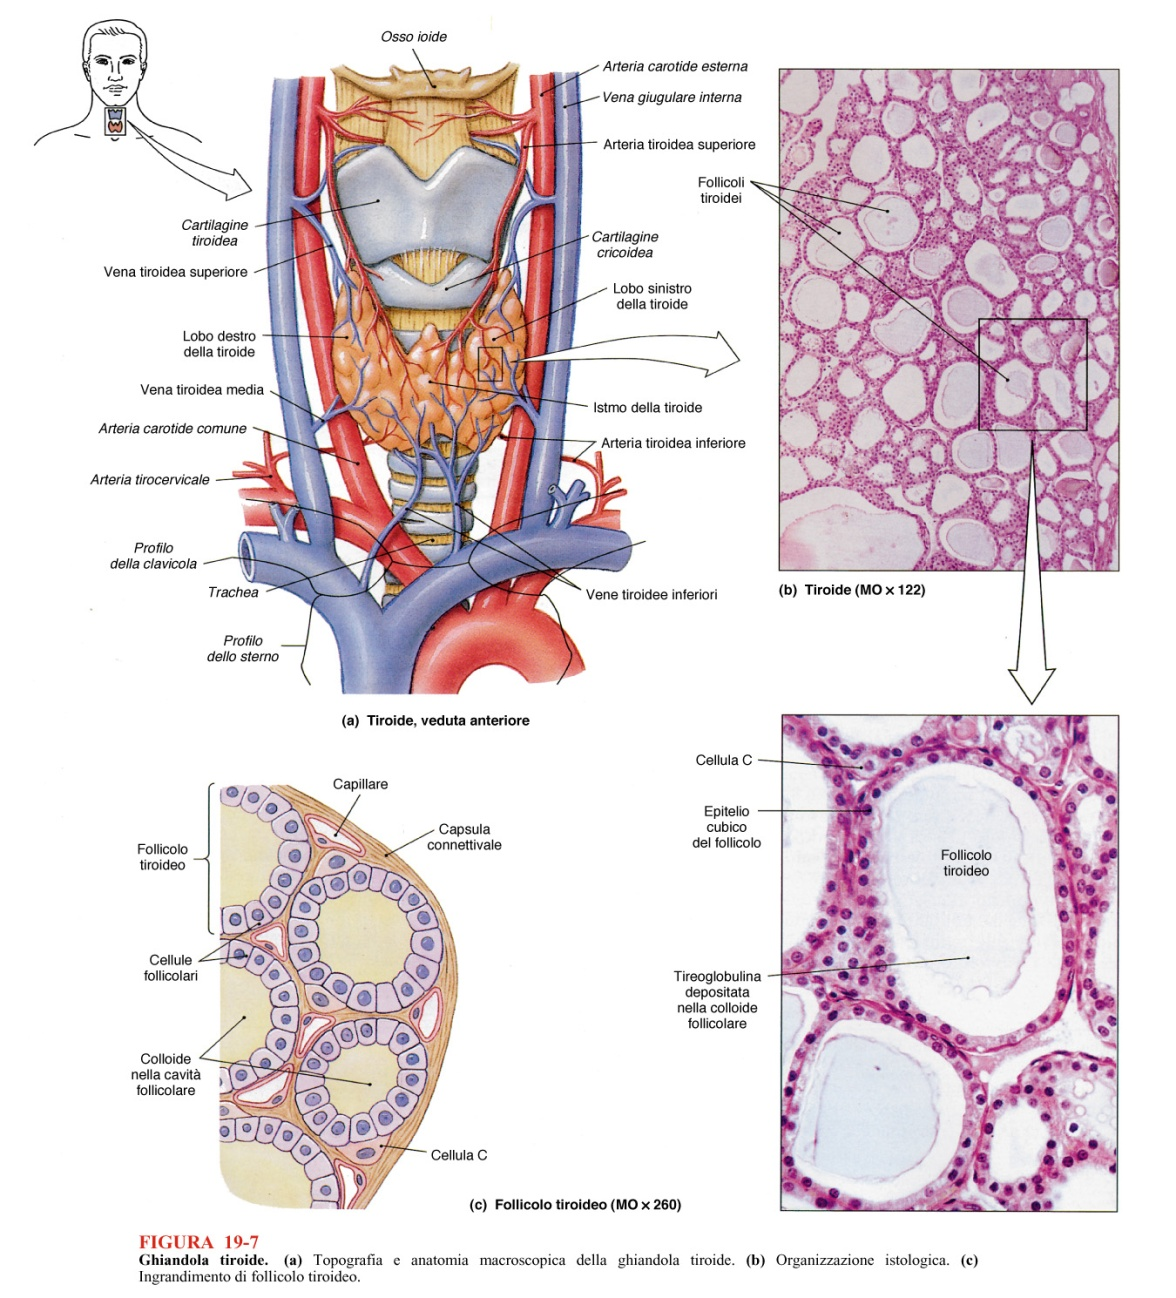 Osso ioide
Arteria carotide esterna
Vena giugulare interna
Arteria tiroidea superiore
Cartilagine
tiroidea
Cartilagine
cricoidea
Vena tiroidea superiore
Lobo sinistro
della tiroide
Lobo destro
della tiroide
Vena tiroidea media
Istmo della tiroide
Arteria carotide comune
Arteria tiroidea inferiore
Arteria tirocervicale
Profilo
della clavicola
Trachea
Vene tiroidee inferiori
Profilo
dello sterno
(a) Tiroide, veduta anteriore
Follicoli
tiroidei
(b) Tiroide (MO × 122)
Capillare
Capsula
connettivale
Follicolo
tiroideo
Cellule
follicolari
Colloide
nella cavità
follicolare
Cellula C
Cellula C
Epitelio
cubico
del follicolo
Follicolo
tiroideo
Tireoglobulina
depositata
nella colloide
follicolare
(c) Follicolo tiroideo (MO × 260)
FIGURA 19-7
Ghiandola tiroide. (a) Topografia e anatomia macroscopica della ghiandola tiroide. (b) Organizzazione istologica. (c)
Ingrandimento di follicolo tiroideo.